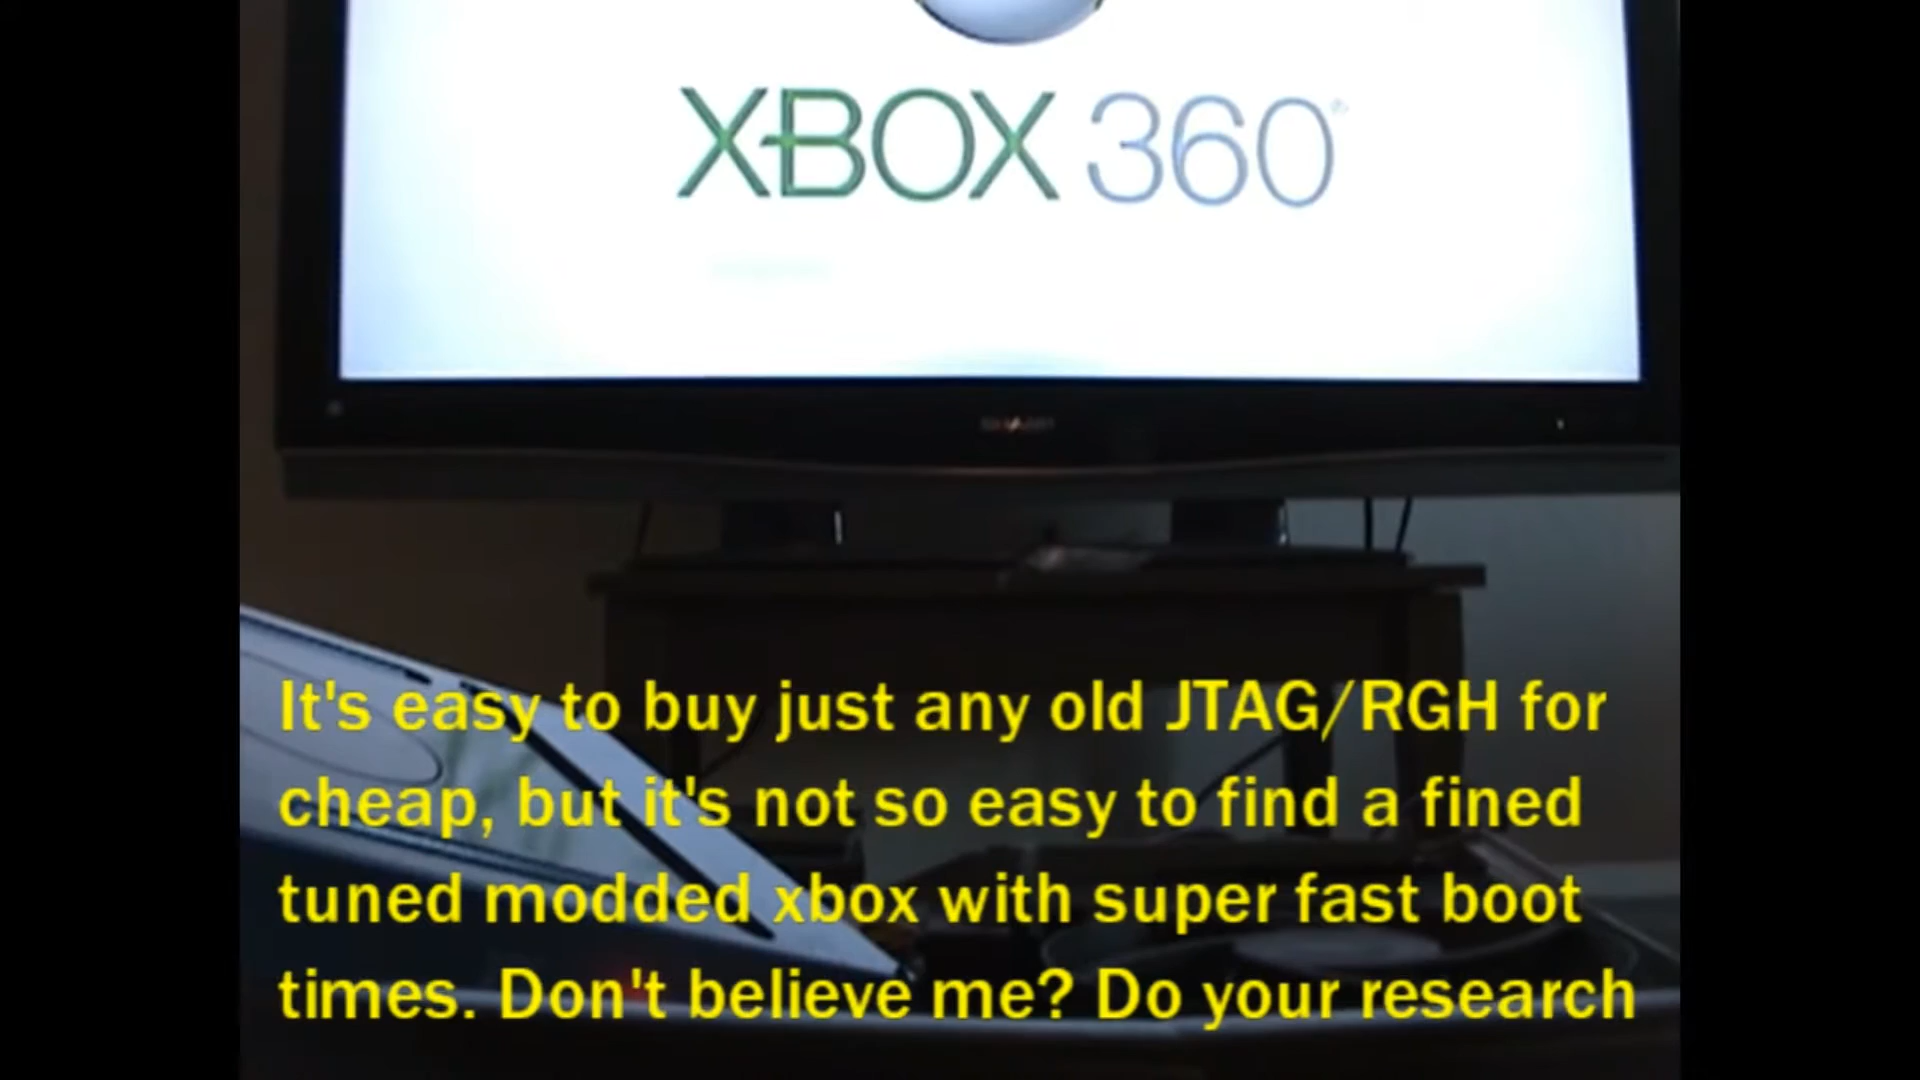 XBOX 360
SHARP
It's easy to buy just any old JTAG/RGH for
cheap, but it's not so easy to find a fined
tuned modded xbox with super fast boot
times. Don't believe me? Do your research